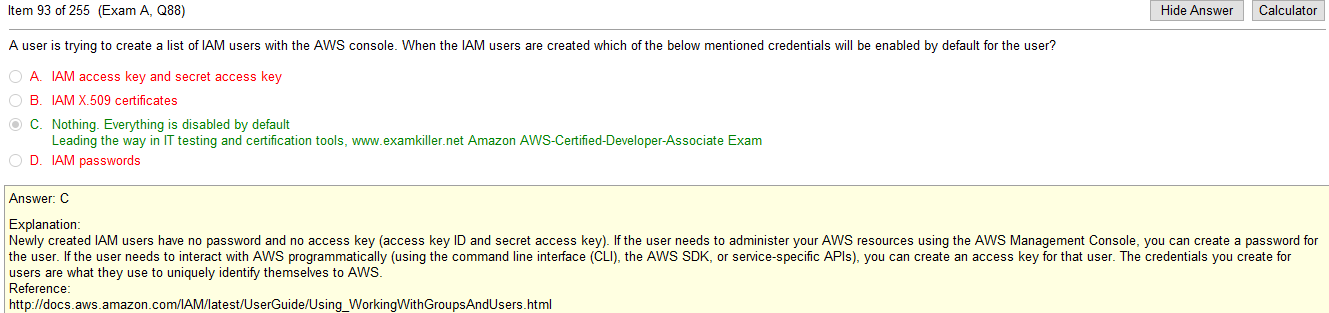 Item 93 of 255 (Exam A, Q88)
Hide Answer
Calculator
A user is trying to create a list of IAM users with the AWS console. When the IAM users are created which of the below mentioned credentials will be enabled by default for the user?
A. IAM access key and secret access key
B. IAM X.509 certificates
C. Nothing. Everything is disabled by default
Leading the way in IT testing and certification tools, www.examkiller.net Amazon AWS-Certified-Developer-Associate Exam
D. IAM passwords
Answer: C
Explanation:
Newly created IAM users have no password and no access key (access key ID and secret access key). If the user needs to administer your AWS resources using the AWS Management Console, you can create a password for
the user. If the user needs to interact with AWS programmatically (using the command line interface (CLI), the AWS SDK, or service-specific APIs), you can create an access key for that user. The credentials you create for
users are what they use to uniquely identify themselves to AWS.
Reference:
http://docs.aws.amazon.com/IAM/latest/UserGuide/Using_WorkingWithGroupsAndUsers.html